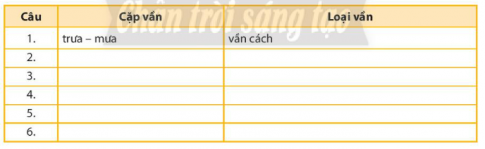 Chân trời sáng tạo
Câu Cặp vần Loại vần
1. trưa – mưa vần cách
2.
3.
4.
5.
6.